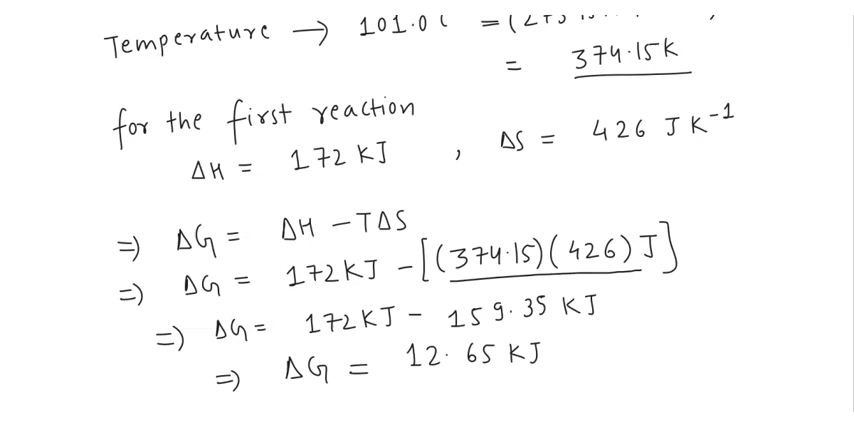 Temperature → 101.0
= 374.15K
for the first reaction
ΔH = 172 KJ , ΔS = 426 J K⁻¹
⇒ ΔG = ΔH – TΔS
⇒ ΔG = 172KJ – [(374.15)(426) J]
⇒ ΔG = 172KJ – 159.35 KJ
⇒ ΔG = 12.65 KJ